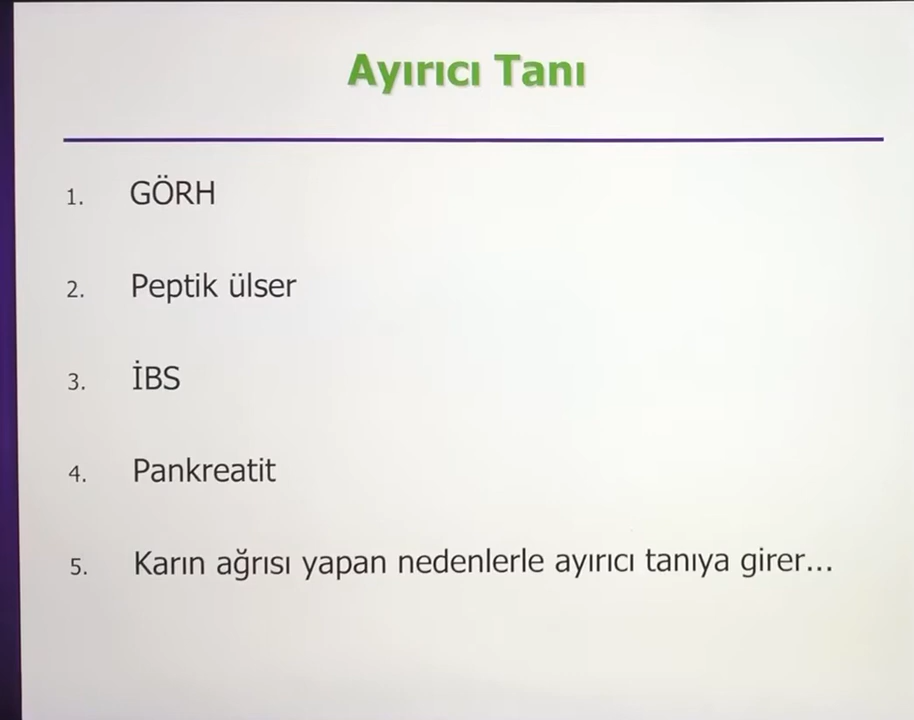 Ayırıcı Tanı
1. GÖRH
2. Peptik ülser
3. İBS
4. Pankreatit
5. Karın ağrısı yapan nedenlerle ayırıcı tanıya girer...